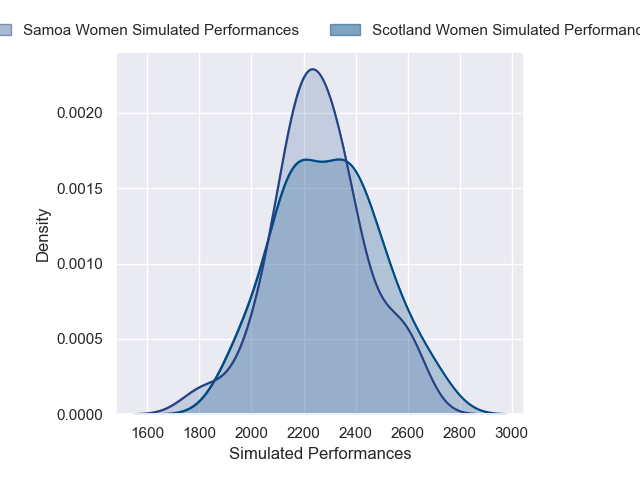 Samoa Women Simulated Performances Scotland Women Simulated
0.0020
0.0015
0.0010
0.0005
0.0000
Density
1600 1800 2000 2200 2400 2600 2800 3000
Simulated Performances